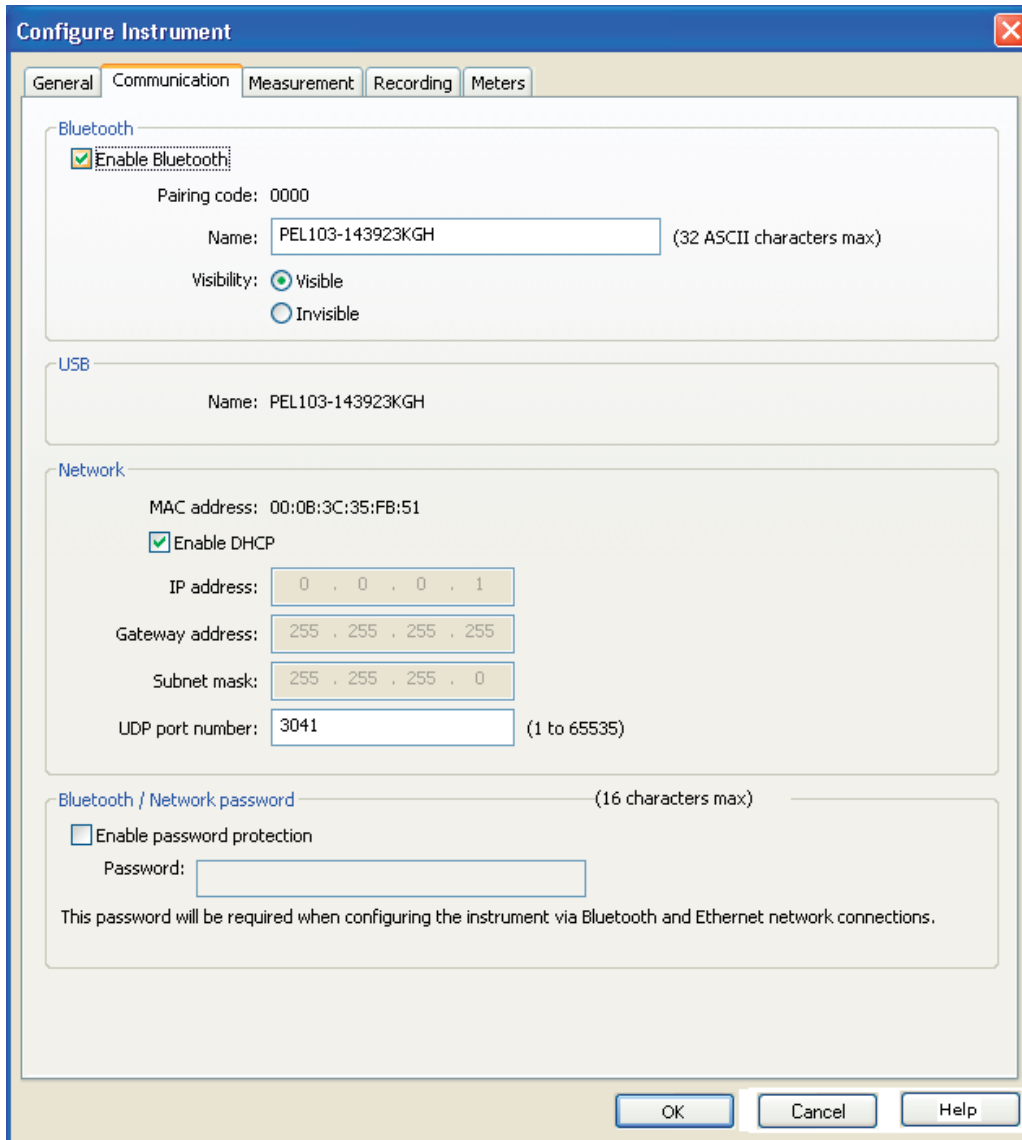 Configure Instrument
General Communication Measurement Recording Meters
Bluetooth
Enable Bluetooth
Pairing code: 0000
Name: PEL103-143923KGH (32 ASCII characters max)
Visibility: Visible
Invisible
USB
Name: PEL103-143923KGH
Network
MAC address: 00:0B:3C:35:FB:51
Enable DHCP
IP address: 0 . 0 . 0 . 1
Gateway address: 255 . 255 . 255 . 255
Subnet mask: 255 . 255 . 255 . 0
UDP port number: 3041 (1 to 65535)
Bluetooth / Network password (16 characters max)
Enable password protection
Password:
This password will be required when configuring the instrument via Bluetooth and Ethernet network connections.
OK Cancel Help